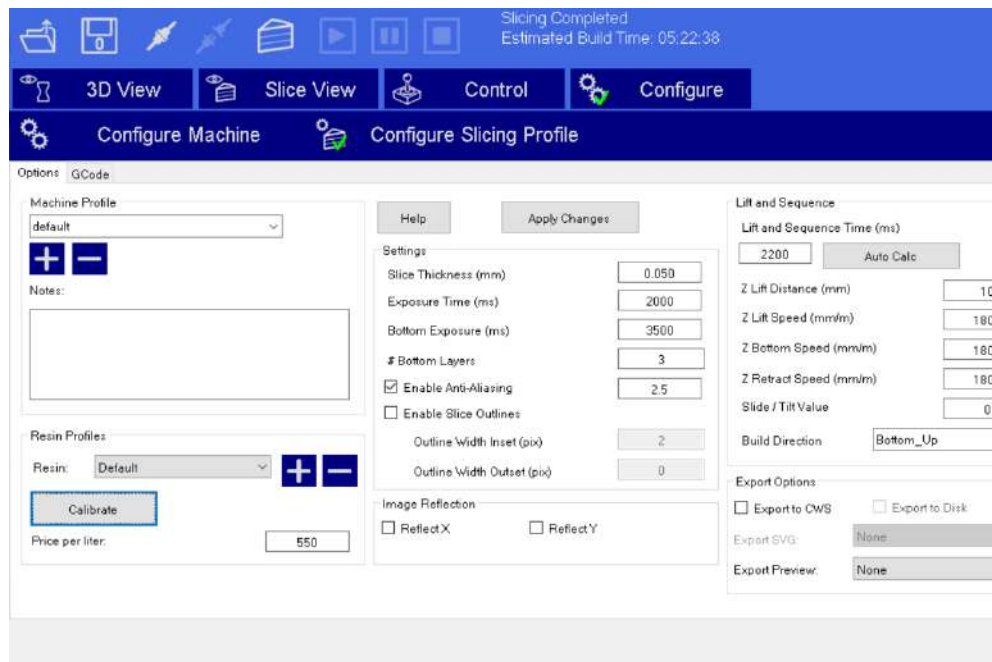 Slicing Completed
Estimated Build Time: 05:22:38
3D View
Slice View
Control
Configure
Configure Machine
Configure Slicing Profile
Options
GCode
Machine Profile
default
Notes:
Resin Profiles
Resin:
Default
Calibrate
Price per liter:
550
Help
Apply Changes
Settings
Slice Thickness (mm)
0.050
Exposure Time (ms)
2000
Bottom Exposure (ms)
3500
# Bottom Layers
3
Enable Anti-Aliasing
2.5
Enable Slice Outlines
Outline Width Inset (pix)
2
Outline Width Outset (pix)
0
Image Reflection
Reflect X
Reflect Y
Lift and Sequence
Lift and Sequence Time (ms)
2200
Auto Calc
Z Lift Distance (mm)
10
Z Lift Speed (mm/m)
180
Z Bottom Speed (mm/m)
180
Z Retract Speed (mm/m)
180
Slide / Tilt Value
0
Build Direction
Bottom_Up
Export Options
Export to CWS
Export to Disk
Export SVG:
None
Export Preview:
None